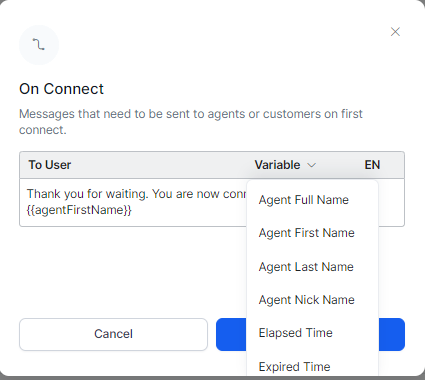 On Connect
Messages that need to be sent to agents or customers on first
connect.
To User Variable EN
Thank you for waiting. You are now
{{agentFirstName}}
Agent Full Name
Agent First Name
Agent Last Name
Agent Nick Name
Elapsed Time
Expired Time
Cancel